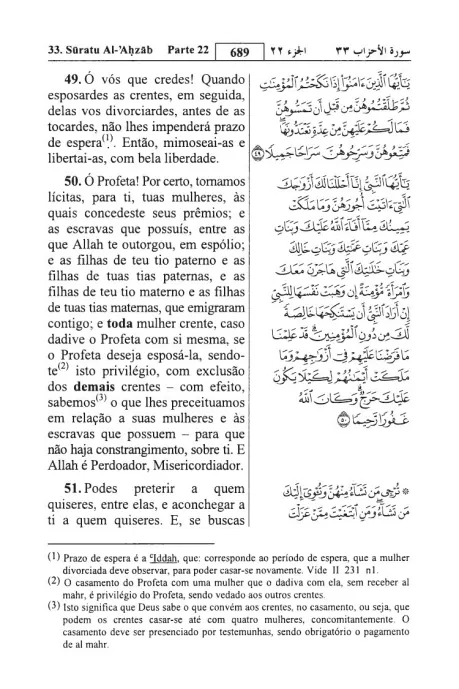 33. Sūratu Al-'Aḥzāb Parte 22 689 الجزء ٢٢ سورة الأحزاب ٣٣
49. Ó vós que credes! Quando
esposardes as crentes, em seguida,
delas vos divorciardes, antes de as
tocardes, não lhes impenderá prazo
de espera(1). Então, mimoseai-as e
libertai-as, com bela liberdade.
50. Ó Profeta! Por certo, tornamos
lícitas, para ti, tuas mulheres, às
quais concedeste seus prêmios; e
as escravas que possuís, entre as
que Allah te outorgou, em espólio;
e as filhas de teu tio paterno e as
filhas de tuas tias paternas, e as
filhas de teu tio materno e as filhas
de tuas tias maternas, que emigraram
contigo; e toda mulher crente, caso
dadive o Profeta com si mesma, se
o Profeta deseja esposá-la, sendo-
te(2) isto privilégio, com exclusão
dos demais crentes – com efeito,
sabemos(3) o que lhes preceituamos
em relação a suas mulheres e às
escravas que possuem – para que
não haja constrangimento, sobre ti. E
Allah é Perdoador, Misericordiador.
51. Podes preterir a quem
quiseres, entre elas, e aconchegar a
ti a quem quiseres. E, se buscas
يَٰٓأَيُّهَا ٱلَّذِينَ ءَامَنُوٓاْ إِذَا نَكَحْتُمُ ٱلْمُؤْمِنَٰتِ
ثُمَّ طَلَّقْتُمُوهُنَّ مِن قَبْلِ أَن تَمَسُّوهُنَّ
فَمَا لَكُمْ عَلَيْهِنَّ مِنْ عِدَّةٍ تَعْتَدُّونَهَا
فَمَتِّعُوهُنَّ وَسَرِّحُوهُنَّ سَرَاحًا جَمِيلًا ٤٩
يَٰٓأَيُّهَا ٱلنَّبِىُّ إِنَّآ أَحْلَلْنَا لَكَ أَزْوَٰجَكَ
ٱلَّٰتِىٓ ءَاتَيْتَ أُجُورَهُنَّ وَمَا مَلَكَتْ
يَمِينُكَ مِمَّآ أَفَآءَ ٱللَّهُ عَلَيْكَ وَبَنَاتِ
عَمِّكَ وَبَنَاتِ عَمَّٰتِكَ وَبَنَاتِ خَالِكَ
وَبَنَاتِ خَٰلَٰتِكَ ٱلَّٰتِى هَاجَرْنَ مَعَكَ
وَٱمْرَأَةً مُّؤْمِنَةً إِن وَهَبَتْ نَفْسَهَا لِلنَّبِىِّ
إِنْ أَرَادَ ٱلنَّبِىُّ أَن يَسْتَنكِحَهَا خَالِصَةً
لَّكَ مِن دُونِ ٱلْمُؤْمِنِينَ قَدْ عَلِمْنَا
مَا فَرَضْنَا عَلَيْهِمْ فِىٓ أَزْوَٰجِهِمْ وَمَا
مَلَكَتْ أَيْمَٰنُهُمْ لِكَيْلَا يَكُونَ
عَلَيْكَ حَرَجٌ وَكَانَ ٱللَّهُ
غَفُورًا رَّحِيمًا ٥٠
* تُرْجِى مَن تَشَآءُ مِنْهُنَّ وَتُـْٔوِىٓ إِلَيْكَ
مَن تَشَآءُ وَمَنِ ٱبْتَغَيْتَ مِمَّنْ عَزَلْتَ
(1) Prazo de espera é a ᶜIddah, que: corresponde ao período de espera, que a mulher
divorciada deve observar, para poder casar-se novamente. Vide II 231 n1.
(2) O casamento do Profeta com uma mulher que o dadiva com ela, sem receber al
mahr, é privilégio do Profeta, sendo vedado aos outros crentes.
(3) Isto significa que Deus sabe o que convém aos crentes, no casamento, ou seja, que
podem os crentes casar-se até com quatro mulheres, concomitantemente. O
casamento deve ser presenciado por testemunhas, sendo obrigatório o pagamento
de al mahr.